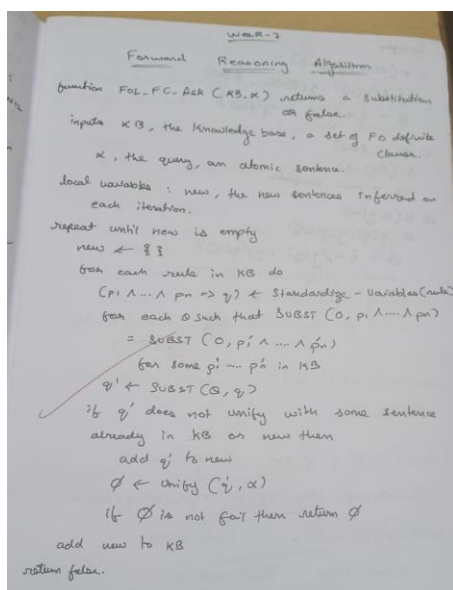 Week-7
Forward Reasoning Algorithm
function FOL-FC-Ask (KB, α) returns a substitution
or false.
inputs KB, the knowledge base, a set of FO definite
clause.
α, the query, an atomic sentence.
local variables : new, the new sentences inferred on
each iteration.
repeat until new is empty
new ← { }
for each rule in KB do
(p1 ∧ ... ∧ pn => q) ← Standardize - Variables (rule)
for each θ such that SUBST (θ, p1 ∧ ... ∧ pn)
= SUBST (θ, p1' ∧ ... ∧ pn')
for some p1' ... pn' in KB
q' ← SUBST (θ, q)
if q' does not unify with some sentence
already in KB or new then
add q' to new
Ø ← Unify (q', α)
if Ø is not fail then return Ø
add new to KB
return false.